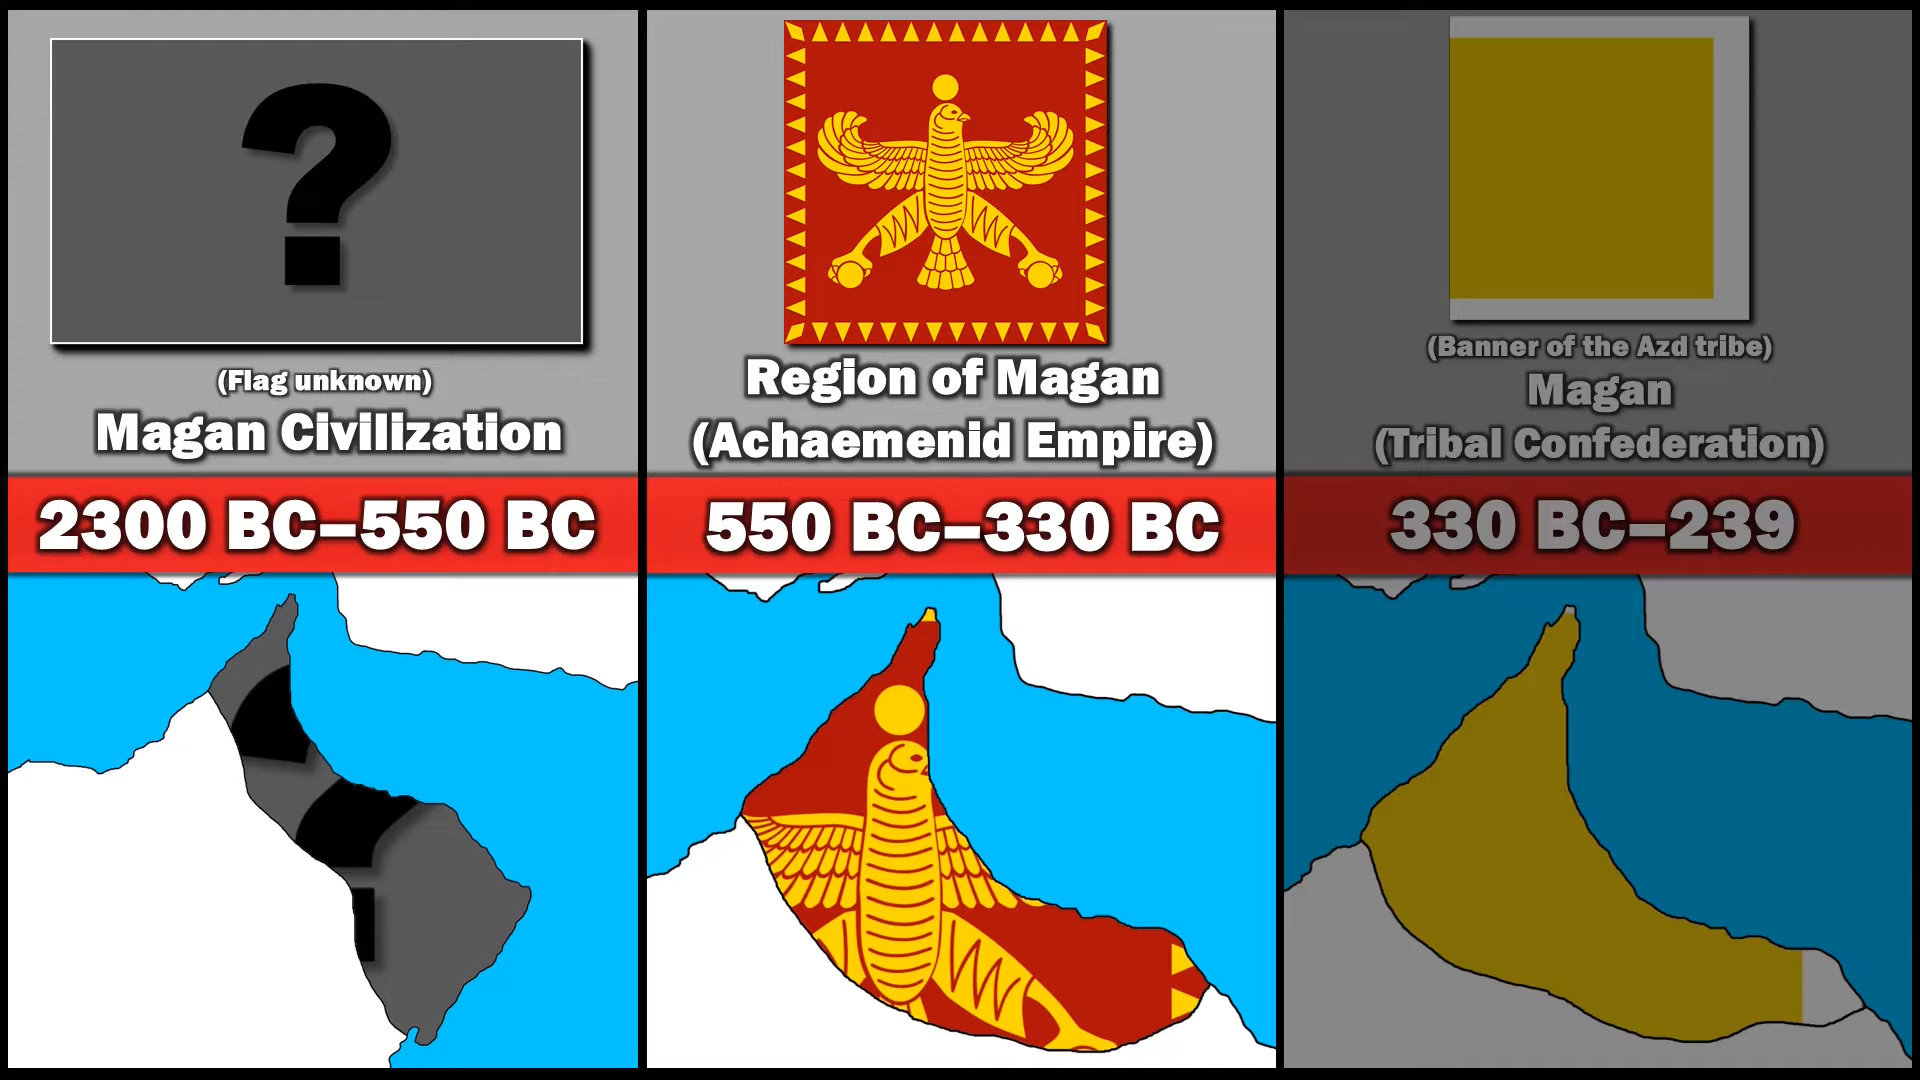 ?
(Flag unknown)
Magan Civilization
2300 BC–550 BC
Region of Magan
(Achaemenid Empire)
550 BC–330 BC
(Banner of the Azd tribe)
Magan
(Tribal Confederation)
330 BC–239